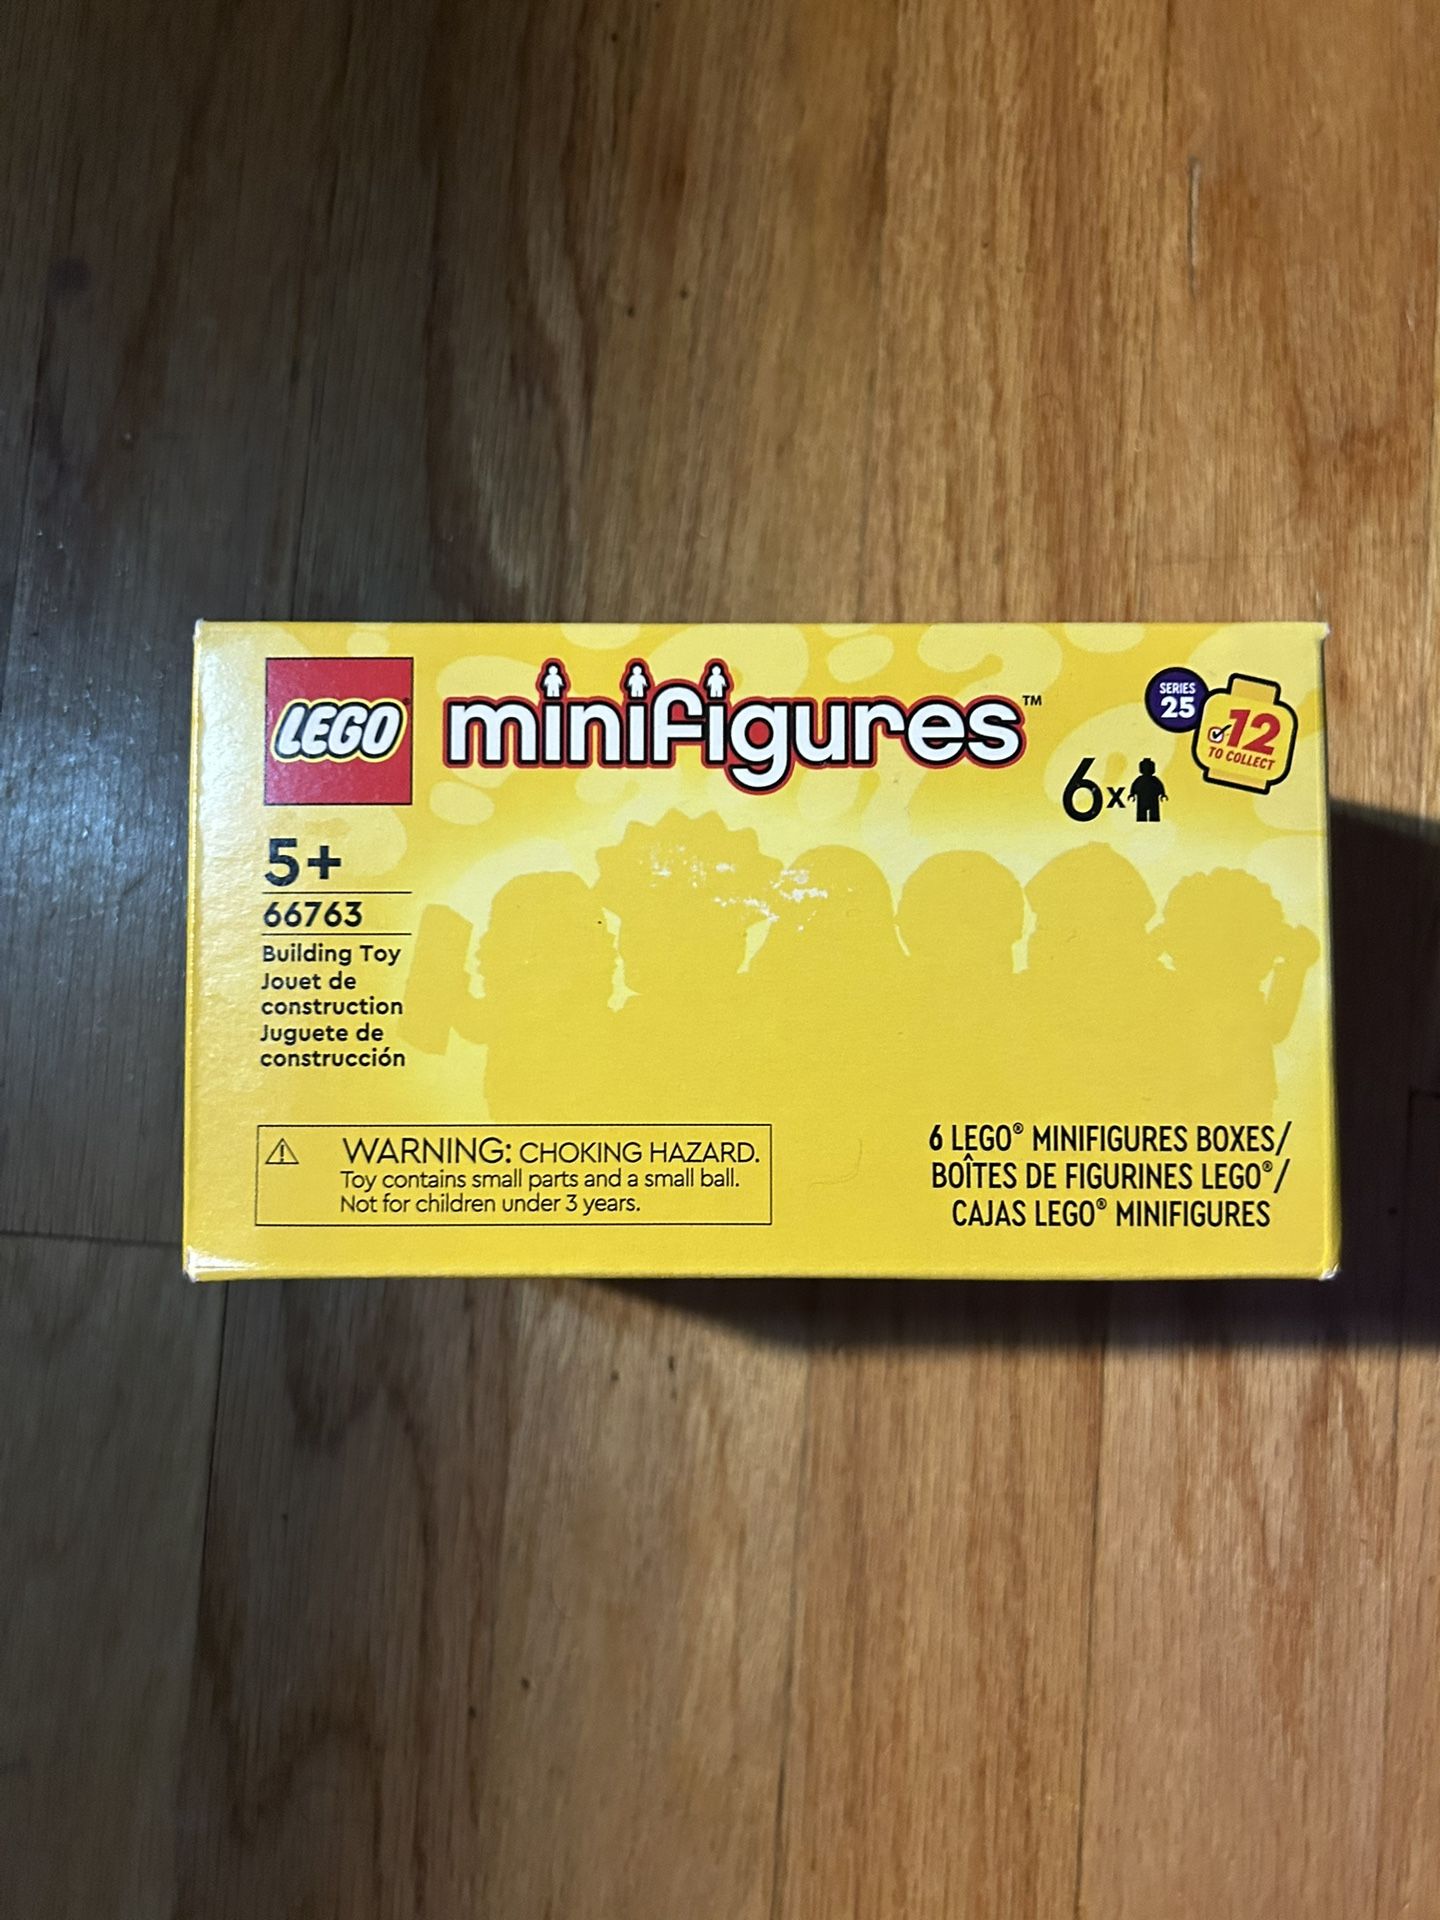 LEGO®
minifigures™
SERIES
25
12
TO COLLECT
6x
5+
66763
Building Toy
Jouet de
construction
Juguete de
construcción
WARNING: CHOKING HAZARD.
Toy contains small parts and a small ball.
Not for children under 3 years.
6 LEGO® MINIFIGURES BOXES/
BOÎTES DE FIGURINES LEGO®/
CAJAS LEGO® MINIFIGURES